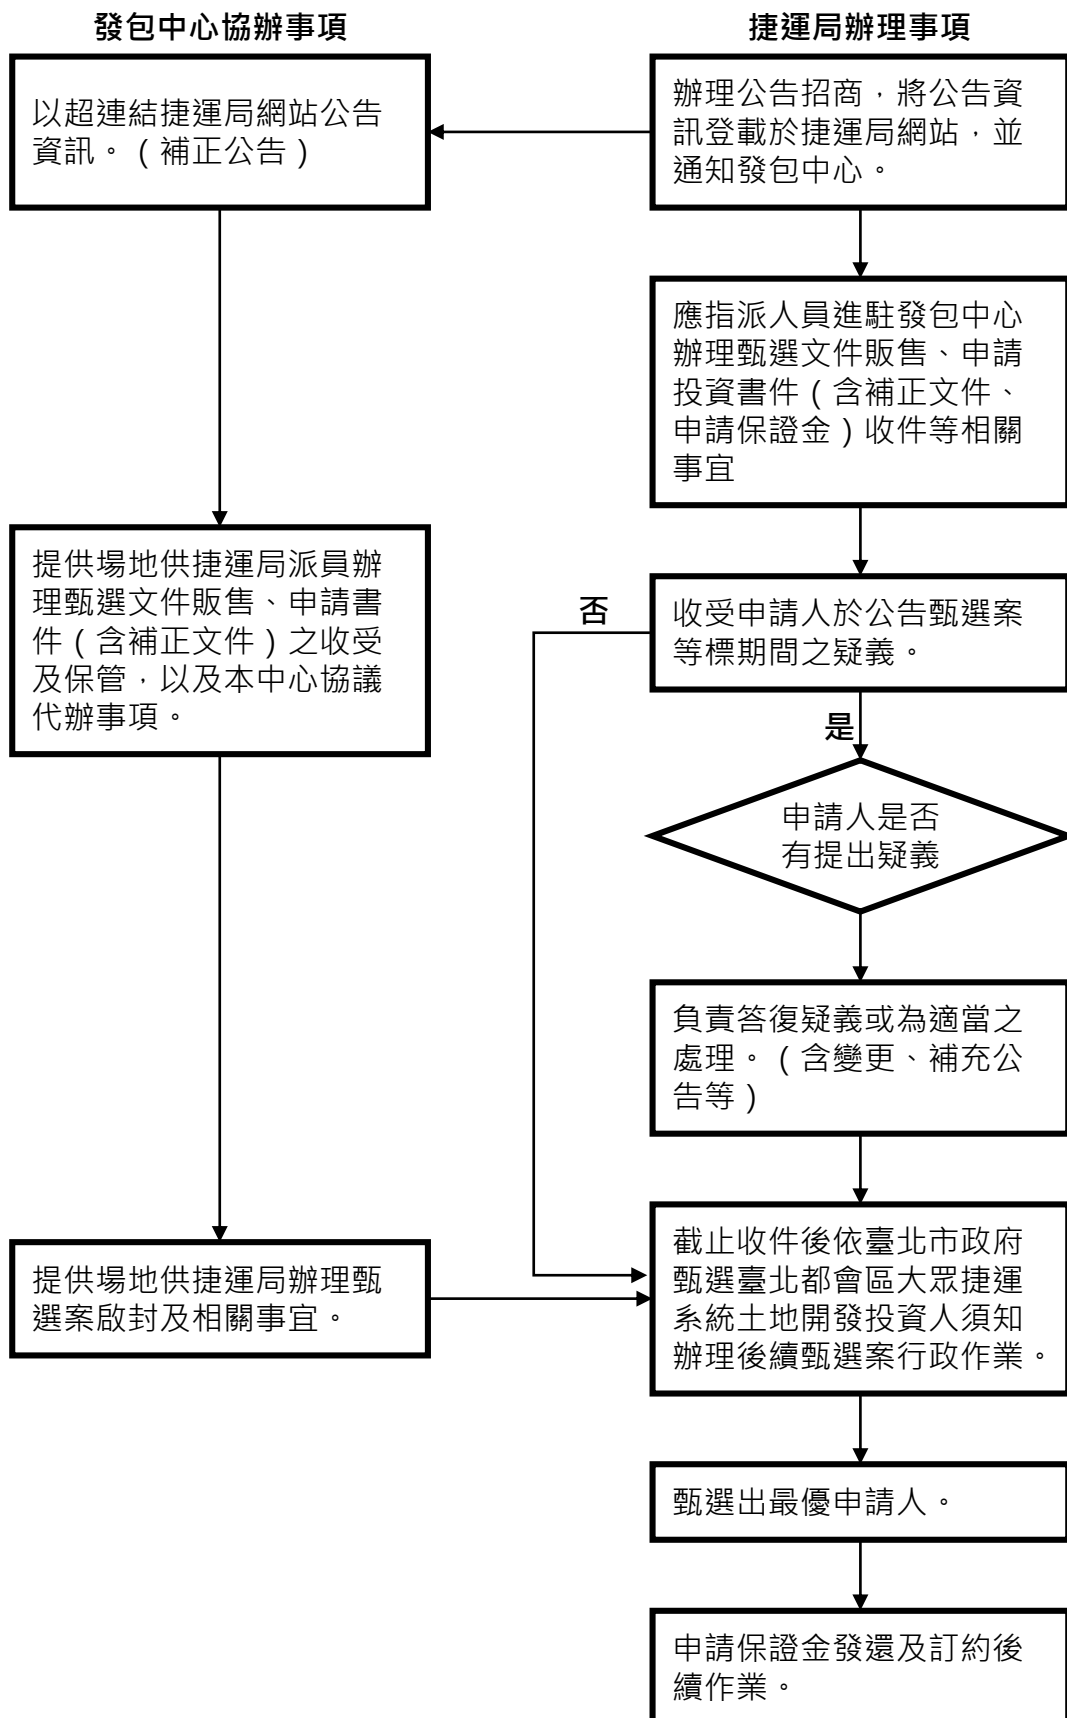 發包中心協辦事項
捷運局辦理事項
以超連結捷運局網站公告
資訊。(補正公告)
辦理公告招商，將公告資
訊登載於捷運局網站，並
通知發包中心。
應指派人員進駐發包中心
辦理甄選文件販售、申請
投資書件(含補正文件、
申請保證金)收件等相關
事宜
提供場地供捷運局派員辦
理甄選文件販售、申請書
件(含補正文件)之收受
及保管，以及本中心協議
代辦事項。
否
收受申請人於公告甄選案
等標期間之疑義。
是
申請人是否
有提出疑義
負責答復疑義或為適當之
處理。(含變更、補充公
告等)
提供場地供捷運局辦理甄
選案啟封及相關事宜。
截止收件後依臺北市政府
甄選臺北都會區大眾捷運
系統土地開發投資人須知
辦理後續甄選案行政作業。
甄選出最優申請人。
申請保證金發還及訂約後
續作業。